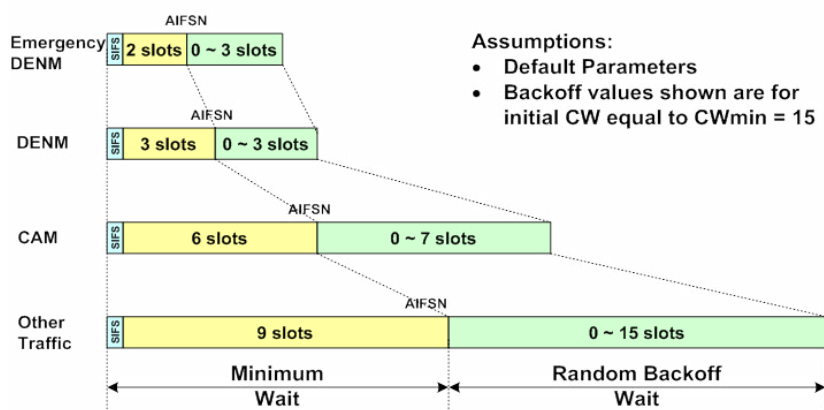 AIFSN
Emergency
DENM
SIFS
2 slots
0 ~ 3 slots
Assumptions:
• Default Parameters
• Backoff values shown are for
initial CW equal to CWmin = 15
AIFSN
DENM
SIFS
3 slots
0 ~ 3 slots
AIFSN
CAM
SIFS
6 slots
0 ~ 7 slots
AIFSN
Other
Traffic
SIFS
9 slots
0 ~ 15 slots
Minimum
Wait
Random Backoff
Wait